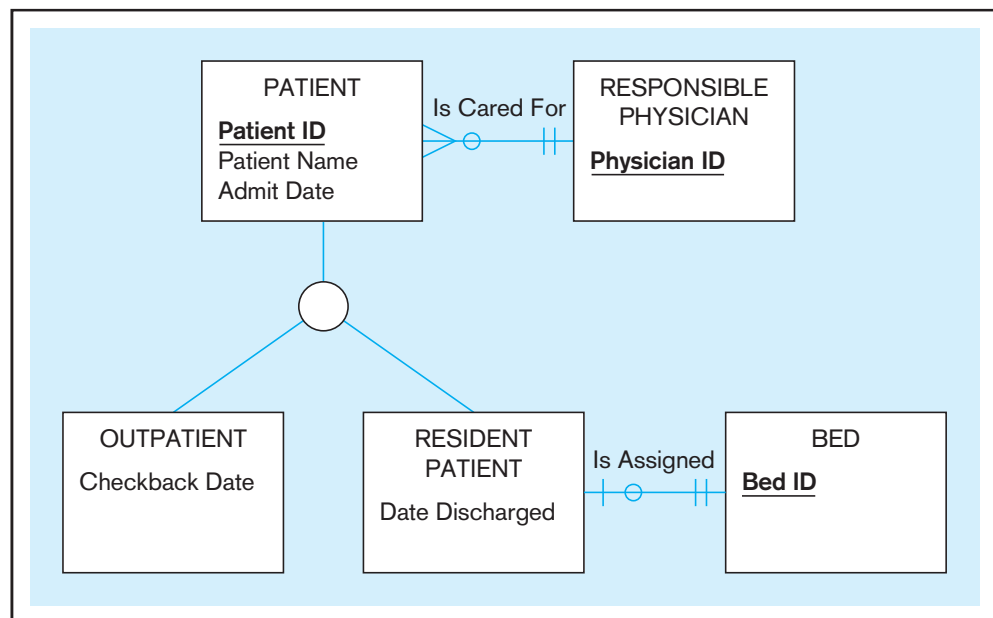 PATIENT
Patient ID
Patient Name
Admit Date
Is Cared For
RESPONSIBLE
PHYSICIAN
Physician ID
OUTPATIENT
Checkback Date
RESIDENT
PATIENT
Date Discharged
Is Assigned
BED
Bed ID